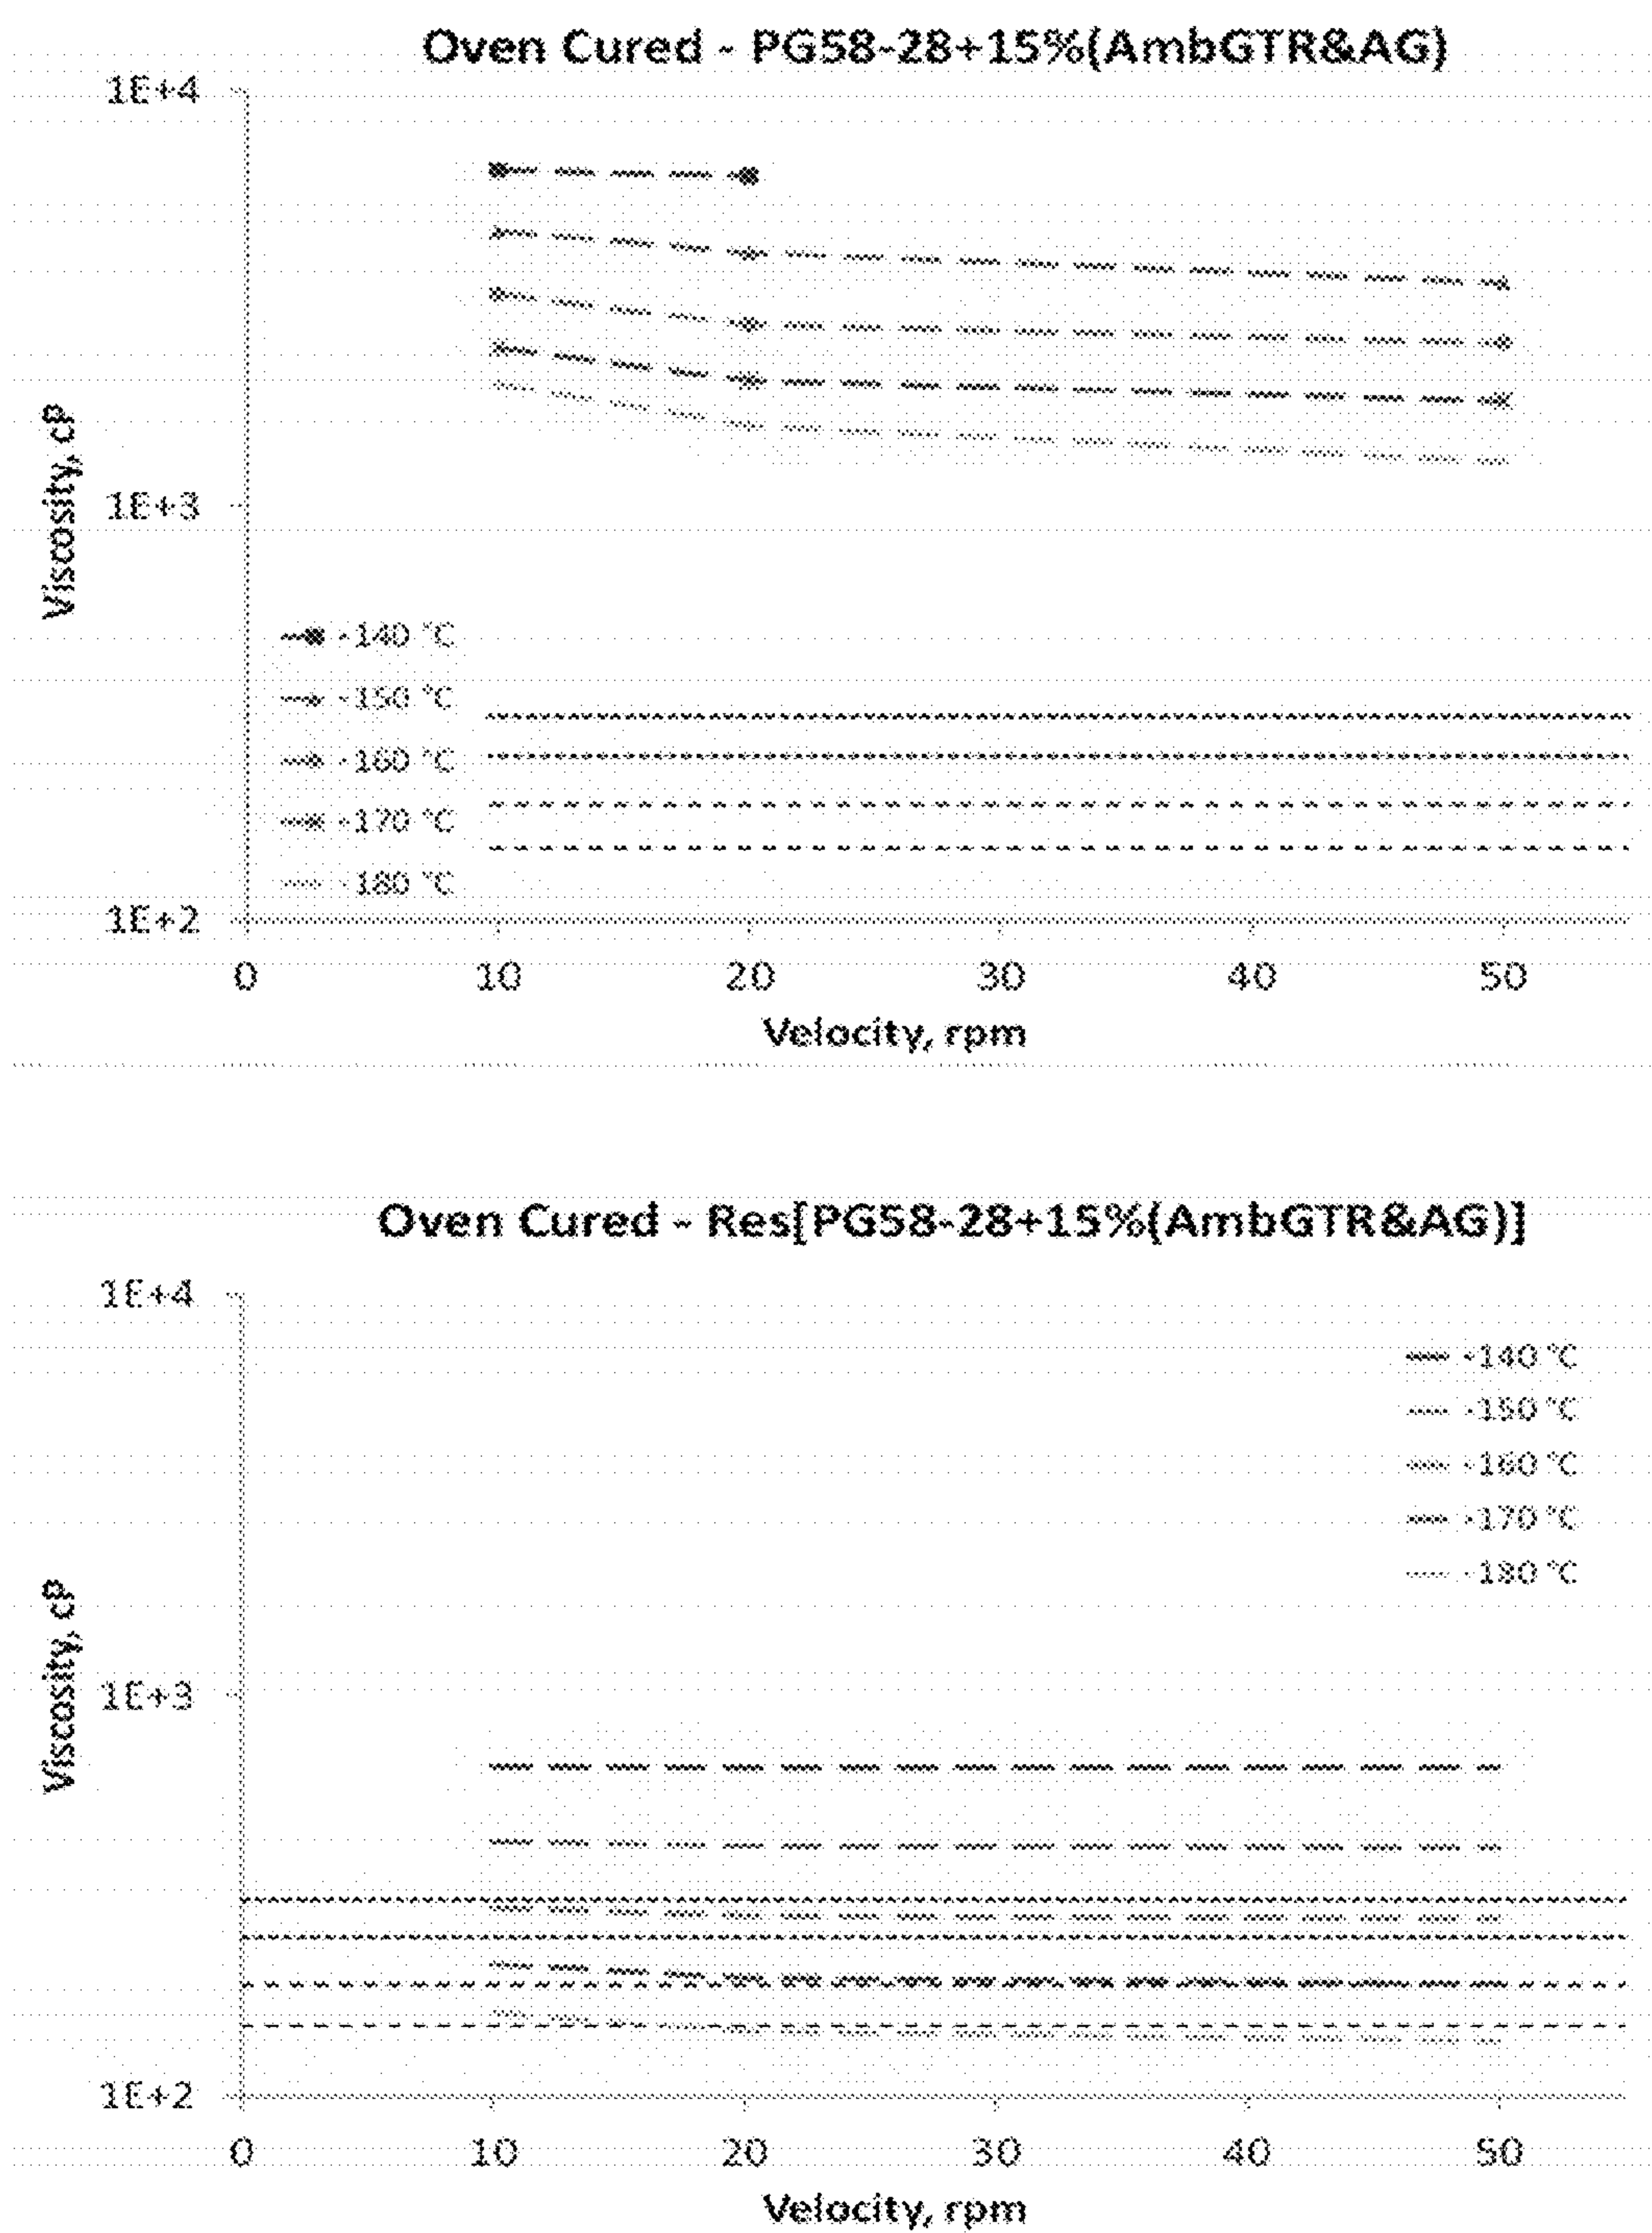 Oven Cured - PG58-28+15%(AmbGTR&AG)
1E+4
1E+3
1E+2
Viscosity, cP
-140 °C
-150 °C
-160 °C
-170 °C
-180 °C
0 10 20 30 40 50
Velocity, rpm
Oven Cured - Res[PG58-28+15%(AmbGTR&AG)]
1E+4
1E+3
1E+2
Viscosity, cP
-140 °C
-150 °C
-160 °C
-170 °C
-180 °C
0 10 20 30 40 50
Velocity, rpm